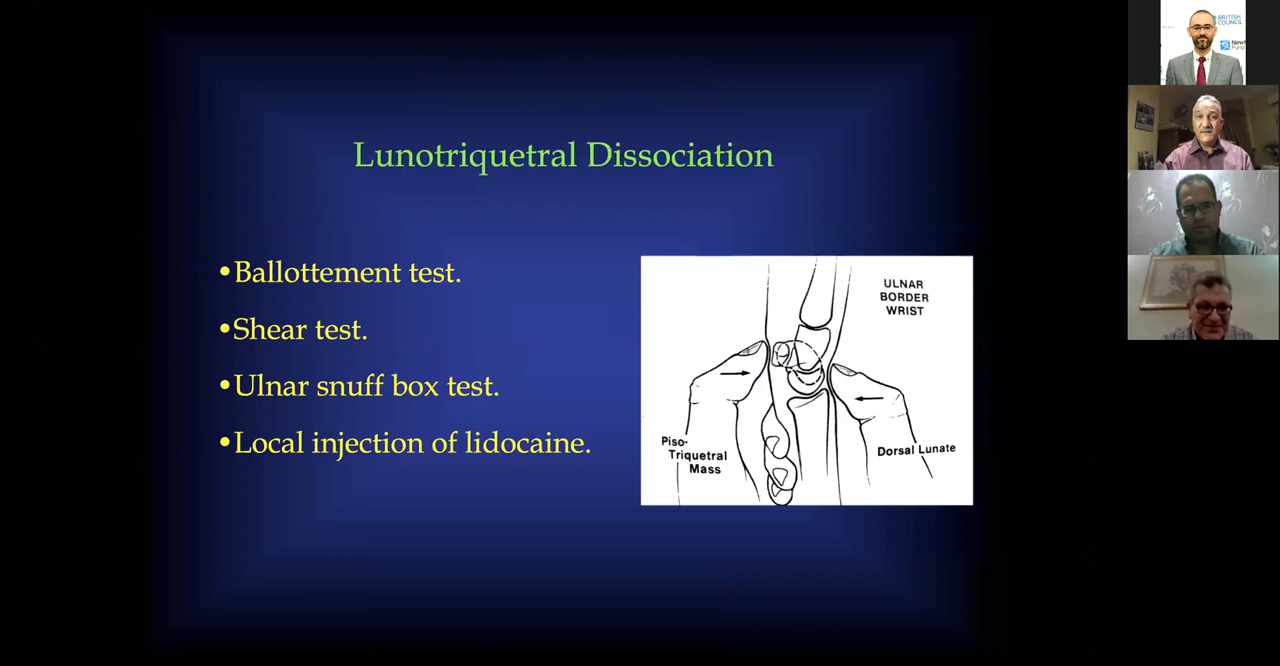 Lunotriquetral Dissociation
•Ballottement test.
•Shear test.
•Ulnar snuff box test.
•Local injection of lidocaine.
ULNAR
BORDER
WRIST
Piso-
Triquetral
Mass
Dorsal Lunate
BRITISH
COUNCIL
Fund